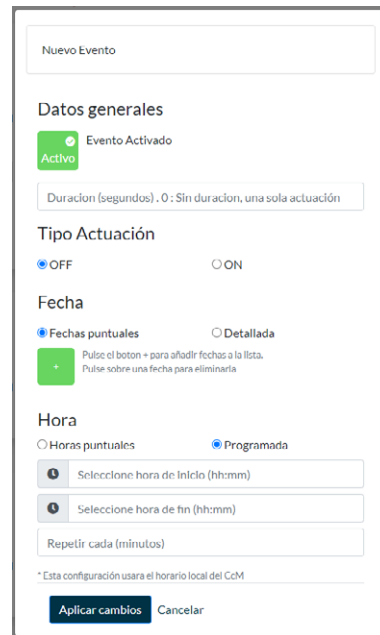 Nuevo Evento
Datos generales
Activo
Evento Activado
Duracion (segundos) . 0 : Sin duracion, una sola actuación
Tipo Actuación
OFF
ON
Fecha
Fechas puntuales
Detallada
+
Pulse el boton + para añadir fechas a la lista.
Pulse sobre una fecha para eliminarla
Hora
Horas puntuales
Programada
Seleccione hora de inicio (hh:mm)
Seleccione hora de fin (hh:mm)
Repetir cada (minutos)
* Esta configuración usara el horario local del CcM
Aplicar cambios
Cancelar